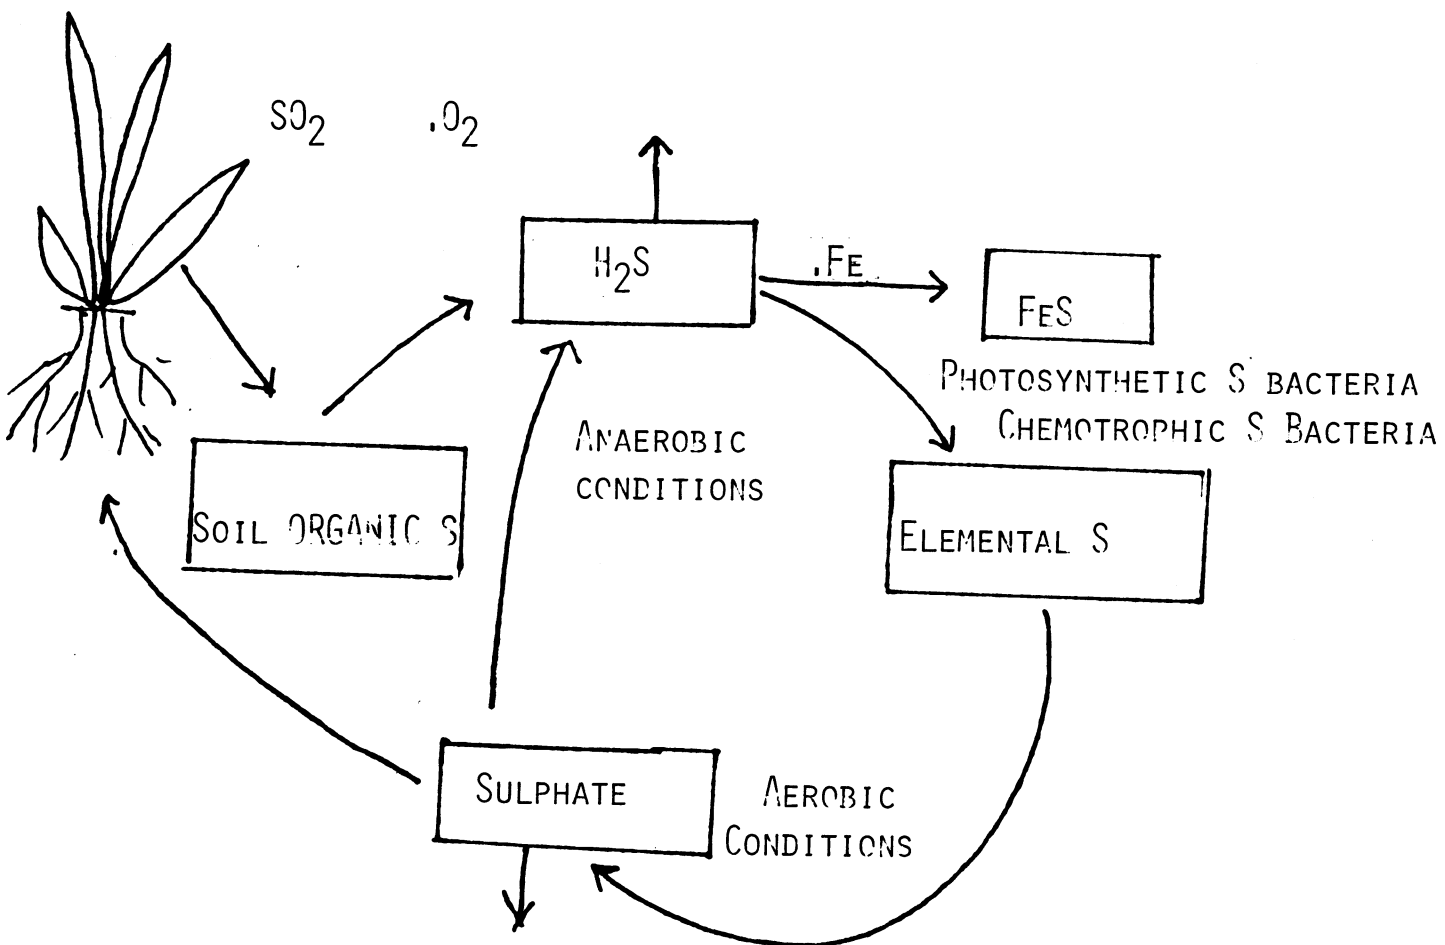 SO2 .O2
H2S
.FE
FES
PHOTOSYNTHETIC S BACTERIA
CHEMOTROPHIC S BACTERIA
ANAEROBIC
CONDITIONS
SOIL ORGANIC S
ELEMENTAL S
SULPHATE
AEROBIC
CONDITIONS